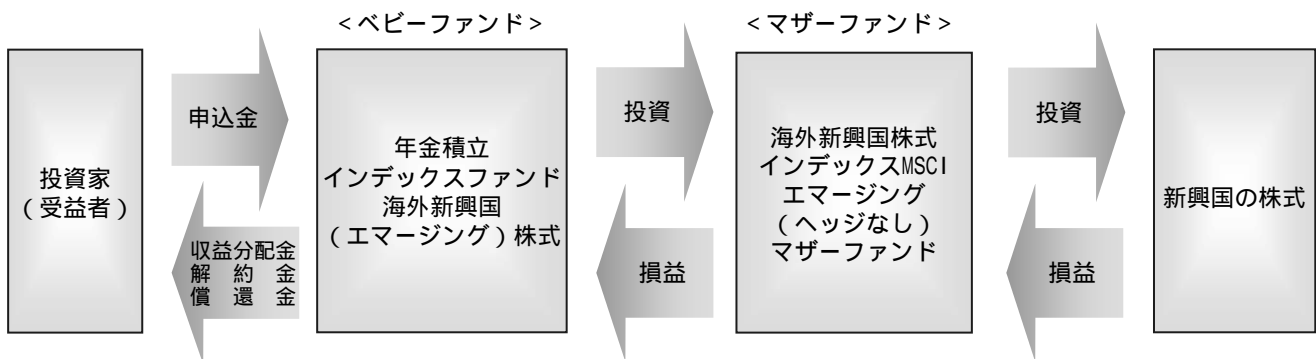 <ベビーファンド>
<マザーファンド>
投資家
(受益者)
申込金
収益分配金
解　約　金
償　還　金
年金積立
インデックスファンド
海外新興国
(エマージング)株式
投資
損益
海外新興国株式
インデックスMSCI
エマージング
(ヘッジなし)
マザーファンド
投資
損益
新興国の株式